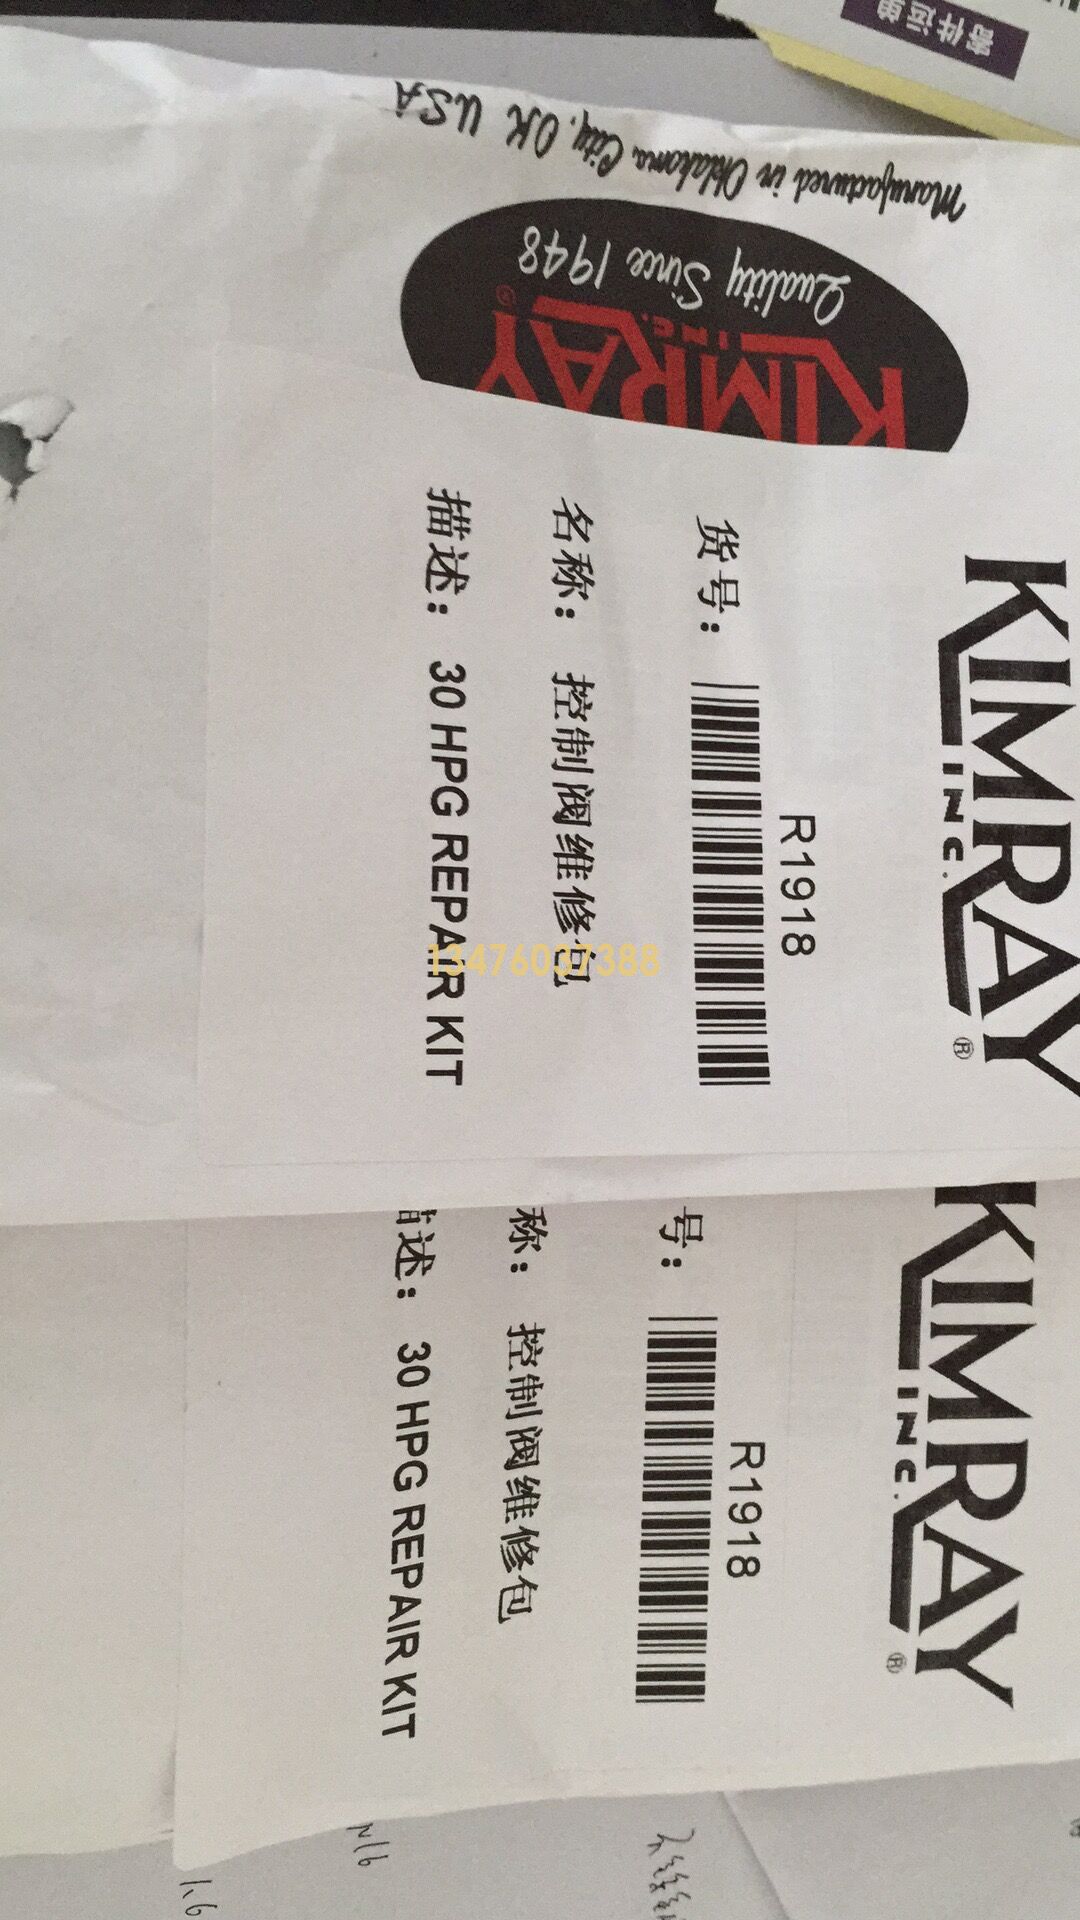 寄件运单
Manufactured in Oklahoma City, OK USA
Quality Since 1948
KIMRAY
INC.
®
KIMRAY
INC.
®
R1918
货号：
名称： 控制阀维修包
描述： 30 HPG REPAIR KIT
13476037388
KIMRAY
INC.
®
R1918
号：
称： 控制阀维修包
描述： 30 HPG REPAIR KIT